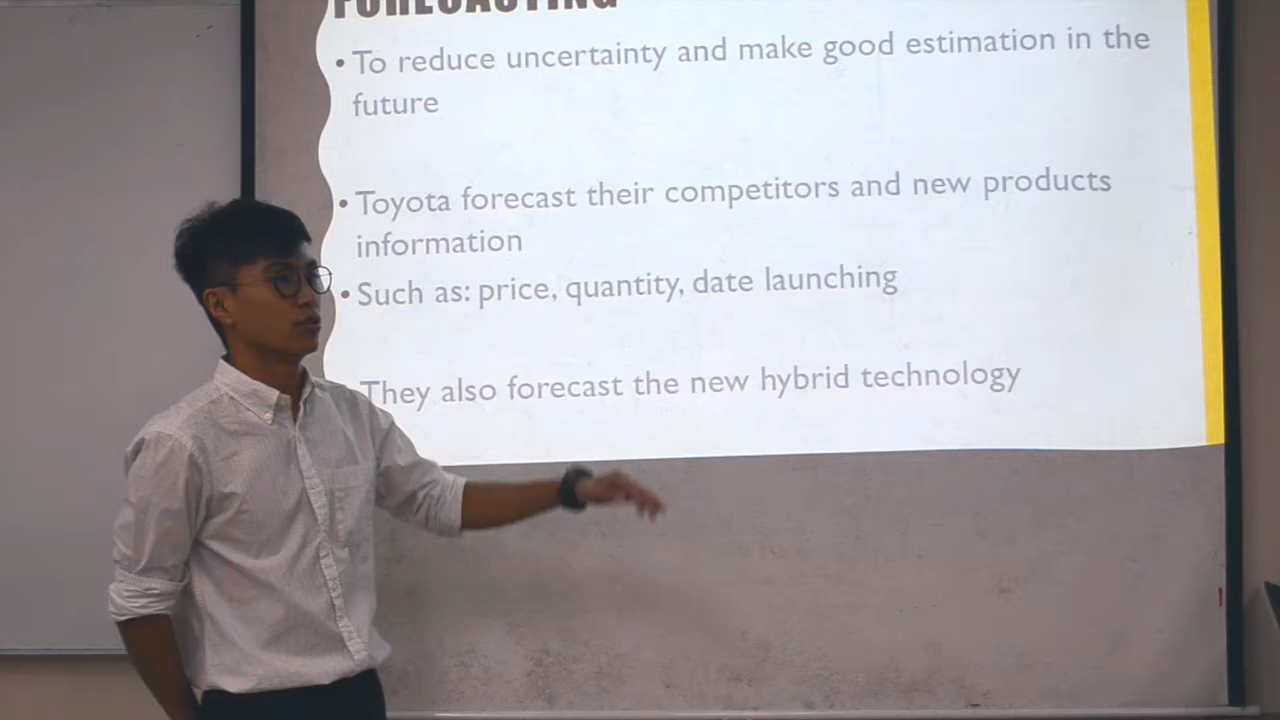 FORECASTING
• To reduce uncertainty and make good estimation in the
future
• Toyota forecast their competitors and new products
information
• Such as: price, quantity, date launching
They also forecast the new hybrid technology